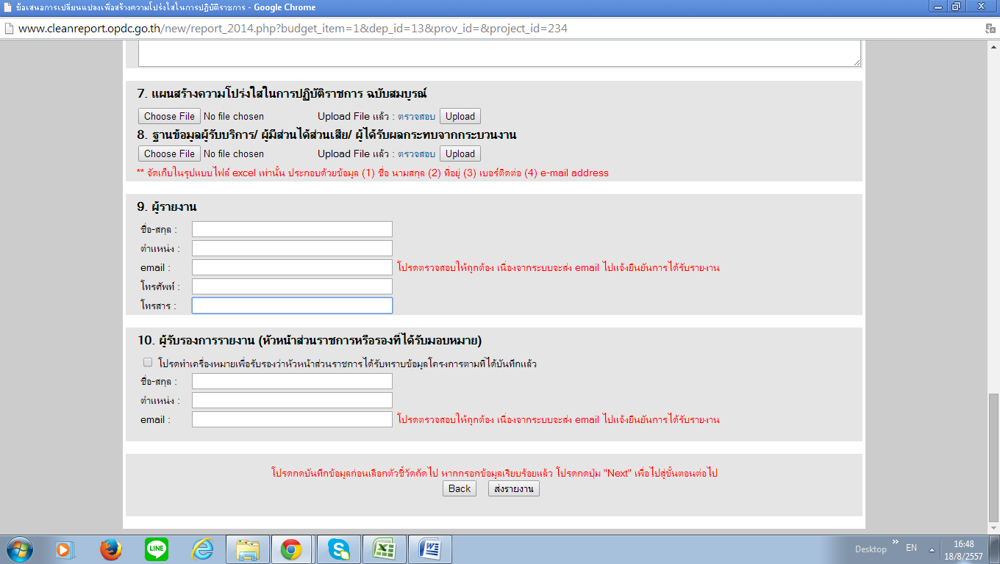 ข้อเสนอการเปลี่ยนแปลงเพื่อสร้างความโปร่งใสในการปฏิบัติราชการ - Google Chrome
www.cleanreport.opdc.go.th/new/report_2014.php?budget_item=1&dep_id=13&prov_id=&project_id=234
7. แผนสร้างความโปร่งใสในการปฏิบัติราชการ ฉบับสมบูรณ์
Choose File No file chosen Upload File แล้ว : ตรวจสอบ Upload
8. ฐานข้อมูลผู้รับบริการ/ ผู้มีส่วนได้ส่วนเสีย/ ผู้ได้รับผลกระทบจากกระบวนงาน
Choose File No file chosen Upload File แล้ว : ตรวจสอบ Upload
** จัดเก็บในรูปแบบไฟล์ excel เท่านั้น ประกอบด้วยข้อมูล (1) ชื่อ นามสกุล (2) ที่อยู่ (3) เบอร์ติดต่อ (4) e-mail address
9. ผู้รายงาน
ชื่อ-สกุล :
ตำแหน่ง :
email : โปรดตรวจสอบให้ถูกต้อง เนื่องจากระบบจะส่ง email ไปแจ้งยืนยันการได้รับรายงาน
โทรศัพท์ :
โทรสาร :
10. ผู้รับรองการรายงาน (หัวหน้าส่วนราชการหรือรองที่ได้รับมอบหมาย)
โปรดทำเครื่องหมายเพื่อรับรองว่าหัวหน้าส่วนราชการได้รับทราบข้อมูลโครงการตามที่ได้บันทึกแล้ว
ชื่อ-สกุล :
ตำแหน่ง :
email : โปรดตรวจสอบให้ถูกต้อง เนื่องจากระบบจะส่ง email ไปแจ้งยืนยันการได้รับรายงาน
โปรดกดบันทึกข้อมูลก่อนเลือกตัวชี้วัดถัดไป หากกรอกข้อมูลเรียบร้อยแล้ว โปรดกดปุ่ม "Next" เพื่อไปสู่ขั้นตอนต่อไป
Back ส่งรายงาน
LINE
Desktop EN 16:48
18/8/2557